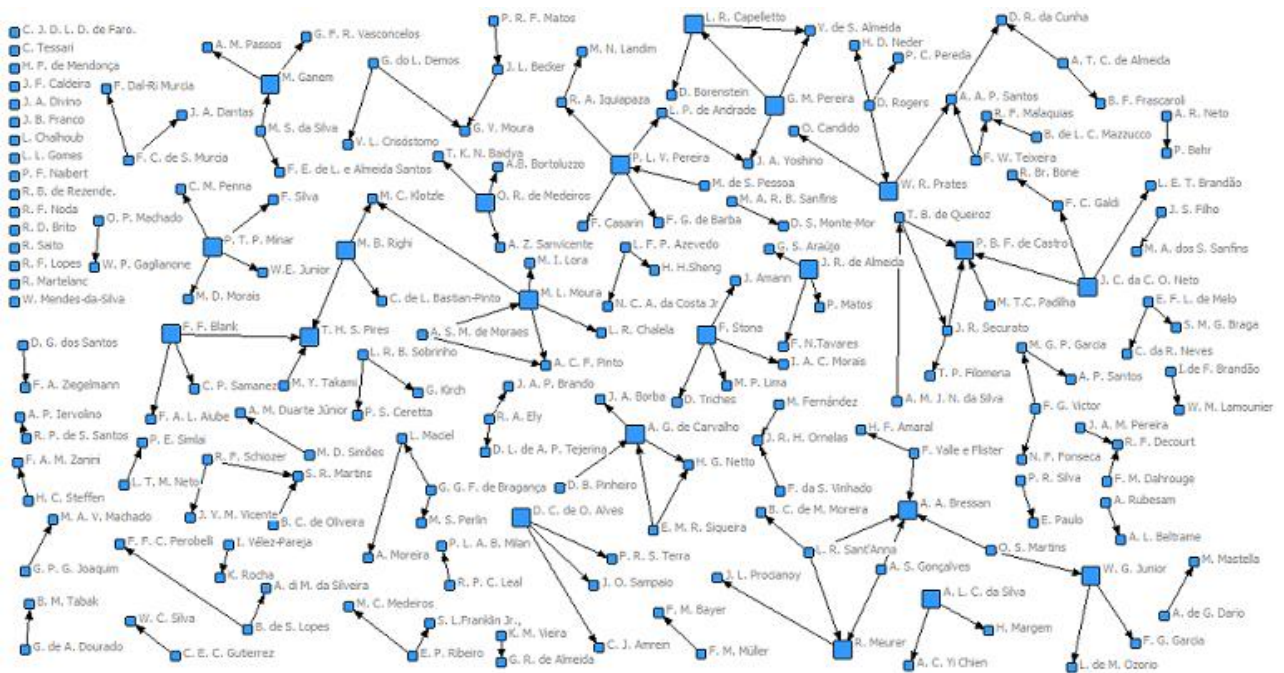 C. J. D. L. D. de Faro.
C. Tessari
H. P. de Mendonça
J. F. Caldeira
J. A. Divino
J. B. Franco
L. Chalhoub
L. L. Gomes
P. F. Naibert
R. B. de Rezende.
R. F. Noda
R. D. Brito
R. Saito
R. F. Lopes
R. Martelanc
W. Mendes-da-Silva
A. M. Passos
G. F. R. Vasconcelos
M. Ganem
F. Dal-Ri Murcia
J. A. Dantas
F. C. de S. Murcia
M. S. da Silva
F. E. de L. e Almeida Santos
G. do L. Demos
P. R. F. Matos
J. L. Becker
G. V. Moura
V. L. Crisóstomo
M. N. Landim
R. A. Iquiapaza
L. R. Capelletto
V. de S. Almeida
D. Borenstein
L. P. de Andrade
G. M. Pereira
J. A. Yoshino
P. L. V. Pereira
M. de S. Pessoa
F. Casarin
F. G. de Barba
H. D. Neder
P. C. Pereda
D. Rogers
O. Candido
W. R. Prates
D. R. da Cunha
A. T. C. de Almeida
B. F. Frascaroli
A. A. P. Santos
R. F. Malaquias
B. de L. C. Mazzucco
F. W. Teixeira
A. R. Neto
P. Behr
T. K. N. Baidya
A.B. Bortoluzzo
O. R. de Medeiros
A. Z. Sanvicente
C. M. Penna
F. Silva
P. T. P. Minar
W.E. Junior
M. D. Morais
O. P. Machado
W. P. Gaglianone
M. C. Klotzle
M. B. Righi
C. de L. Bastian-Pinto
M. A. R. B. Sanfins
D. S. Monte-Mor
R. Br. Bone
F. C. Galdi
L. E. T. Brandão
J. S. Filho
M. A. dos S. Sanfins
T. B. de Queiroz
P. B. F. de Castro
J. C. da C. O. Neto
M. T.C. Padilha
J. R. Securato
T. P. Filomena
A. M. J. N. da Silva
L. F. P. Azevedo
H. H.Sheng
N. C. A. da Costa Jr
G. S. Araújo
J. R. de Almeida
P. Matos
F. N.Tavares
M. I. Lora
M. L. Moura
L. R. Chalela
A. S. M. de Moraes
A. C. F. Pinto
J. Amann
F. Stona
I. A. C. Morais
M. P. Lima
D. Triches
E. F. L. de Melo
S. M. G. Braga
C. da R. Neves
F. F. Blank
T. H. S. Pires
C. P. Samanez
M. Y. Takami
F. A. L. Aiube
D. G. dos Santos
F. A. Ziegelmann
L. R. B. Sobrinho
G. Kirch
P. S. Ceretta
J. A. P. Brando
R. A. Ely
D. L. de A. P. Tejerina
J. A. Borba
A. G. de Carvalho
H. G. Netto
D. B. Pinheiro
E. M. R. Siqueira
M. Fernández
J. R. H. Ornelas
F. da S. Vinhado
M. G. P. Garcia
A. P. Santos
F. G. Victor
N. P. Fonseca
I.de F. Brandão
W. M. Lamounier
J. A. M. Pereira
R. F. Decourt
F. M. Dahrouge
A. P. Iervolino
R. P. de S. Santos
F. A. M. Zanini
H. C. Steffen
A. M. Duarte Júnior
M. D. Simões
P. E. Simlai
L. T. M. Neto
R. F. Schiozer
S. R. Martins
J. V. M. Vicente
B. C. de Oliveira
L. Maciel
G. G. F. de Bragança
M. S. Perlin
A. Moreira
H. F. Amaral
F. Valle e Flister
A. A. Bressan
B. C. de M. Moreira
L. R. Sant'Anna
A. S. Gonçalves
O. S. Martins
W. G. Junior
F. G. Garcia
L. de M. Ozorio
P. R. Silva
E. Paulo
A. Rubesam
A. L. Beltrame
M. Mastella
A. de G. Dario
M. A. V. Machado
G. P. G. Joaquim
F. F. C. Perobelli
A. di M. da Silveira
B. de S. Lopes
I. Vélez-Pareja
K. Rocha
D. C. de O. Alves
P. R. S. Terra
J. O. Sampaio
C. J. Amrein
P. L. A. B. Milan
R. P. C. Leal
B. M. Tabak
G. de A. Dourado
W. C. Silva
C. E. C. Gutierrez
M. C. Medeiros
S. L.Franklin Jr.,
E. P. Ribeiro
K. M. Vieira
G. R. de Almeida
F. M. Bayer
F. M. Müller
J. L. Procianoy
R. Meurer
A. L. C. da Silva
H. Margem
A. C. Yi Chien